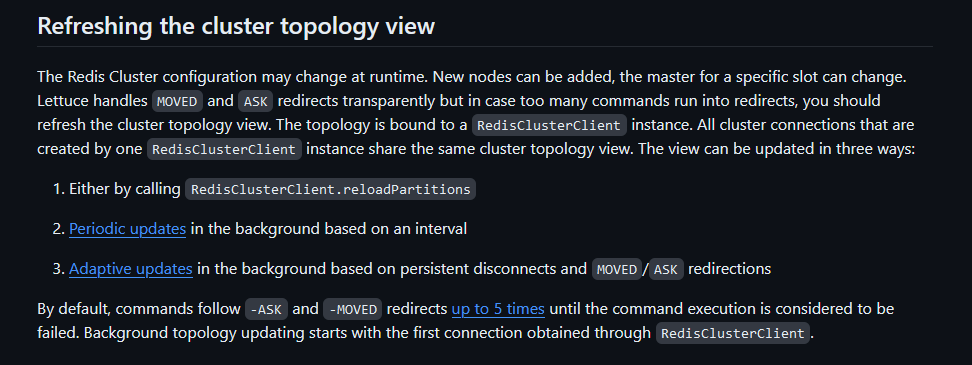 Refreshing the cluster topology view
The Redis Cluster configuration may change at runtime. New nodes can be added, the master for a specific slot can change.
Lettuce handles MOVED and ASK redirects transparently but in case too many commands run into redirects, you should
refresh the cluster topology view. The topology is bound to a RedisClusterClient instance. All cluster connections that are
created by one RedisClusterClient instance share the same cluster topology view. The view can be updated in three ways:
1. Either by calling RedisClusterClient.reloadPartitions
2. Periodic updates in the background based on an interval
3. Adaptive updates in the background based on persistent disconnects and MOVED/ASK redirections
By default, commands follow -ASK and -MOVED redirects up to 5 times until the command execution is considered to be
failed. Background topology updating starts with the first connection obtained through RedisClusterClient.